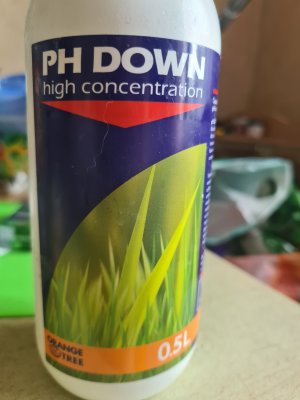 PH DOWN
high concentration
ORANGE
TREE
0.5L